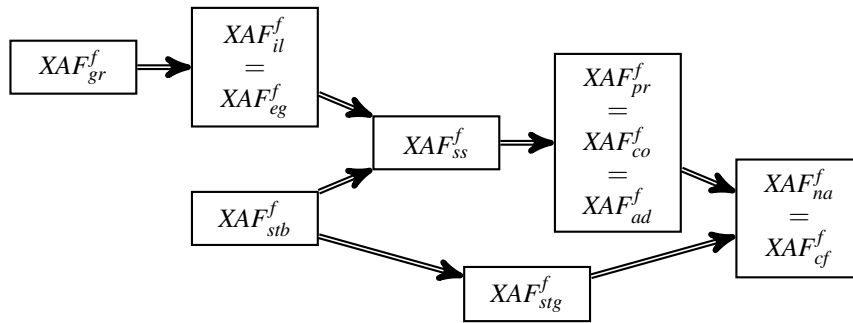 XAF^f_gr
XAF^f_il
=
XAF^f_eg
XAF^f_ss
XAF^f_stb
XAF^f_stg
XAF^f_pr
=
XAF^f_co
=
XAF^f_ad
XAF^f_na
=
XAF^f_cf